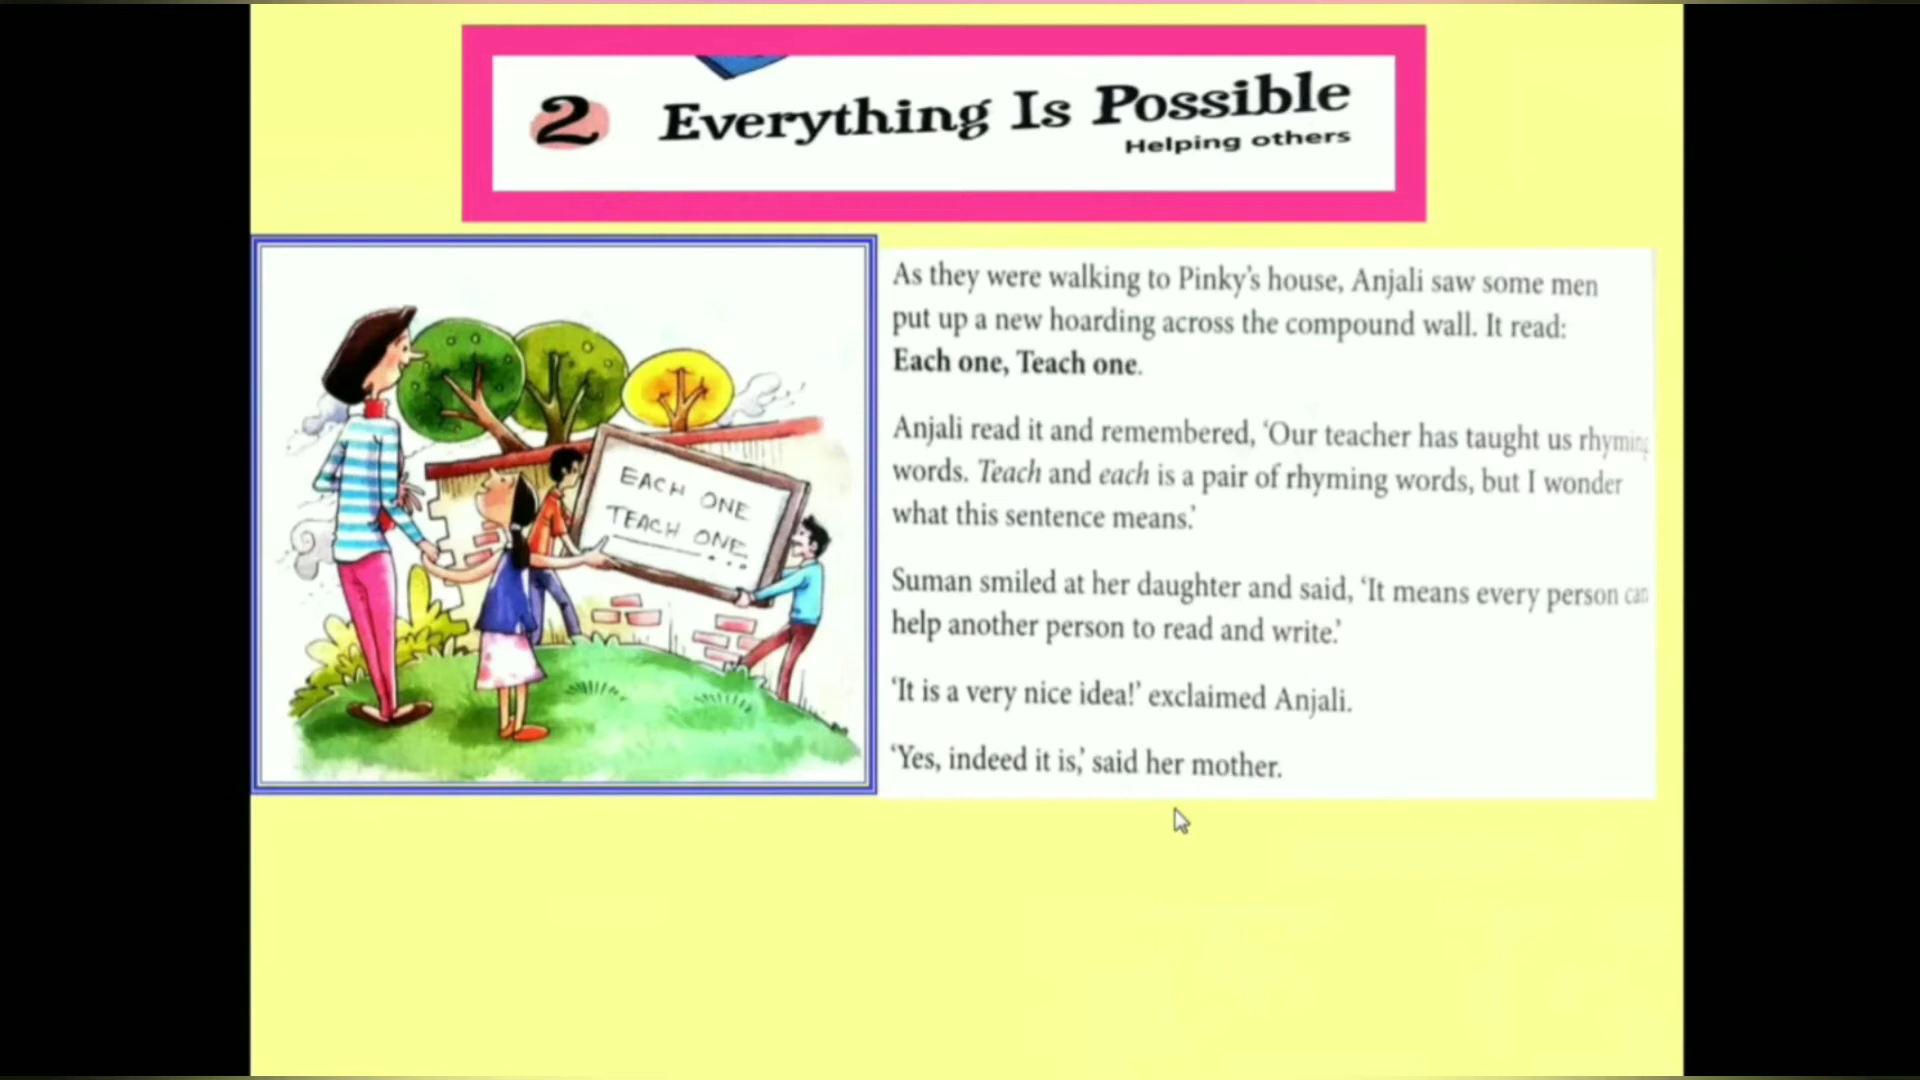 2 Everything Is Possible
Helping others
EACH ONE
TEACH ONE
As they were walking to Pinky's house, Anjali saw some men
put up a new hoarding across the compound wall. It read:
Each one, Teach one.
Anjali read it and remembered, ‘Our teacher has taught us rhyming
words. Teach and each is a pair of rhyming words, but I wonder
what this sentence means.’
Suman smiled at her daughter and said, ‘It means every person can
help another person to read and write.’
‘It is a very nice idea!’ exclaimed Anjali.
‘Yes, indeed it is,’ said her mother.